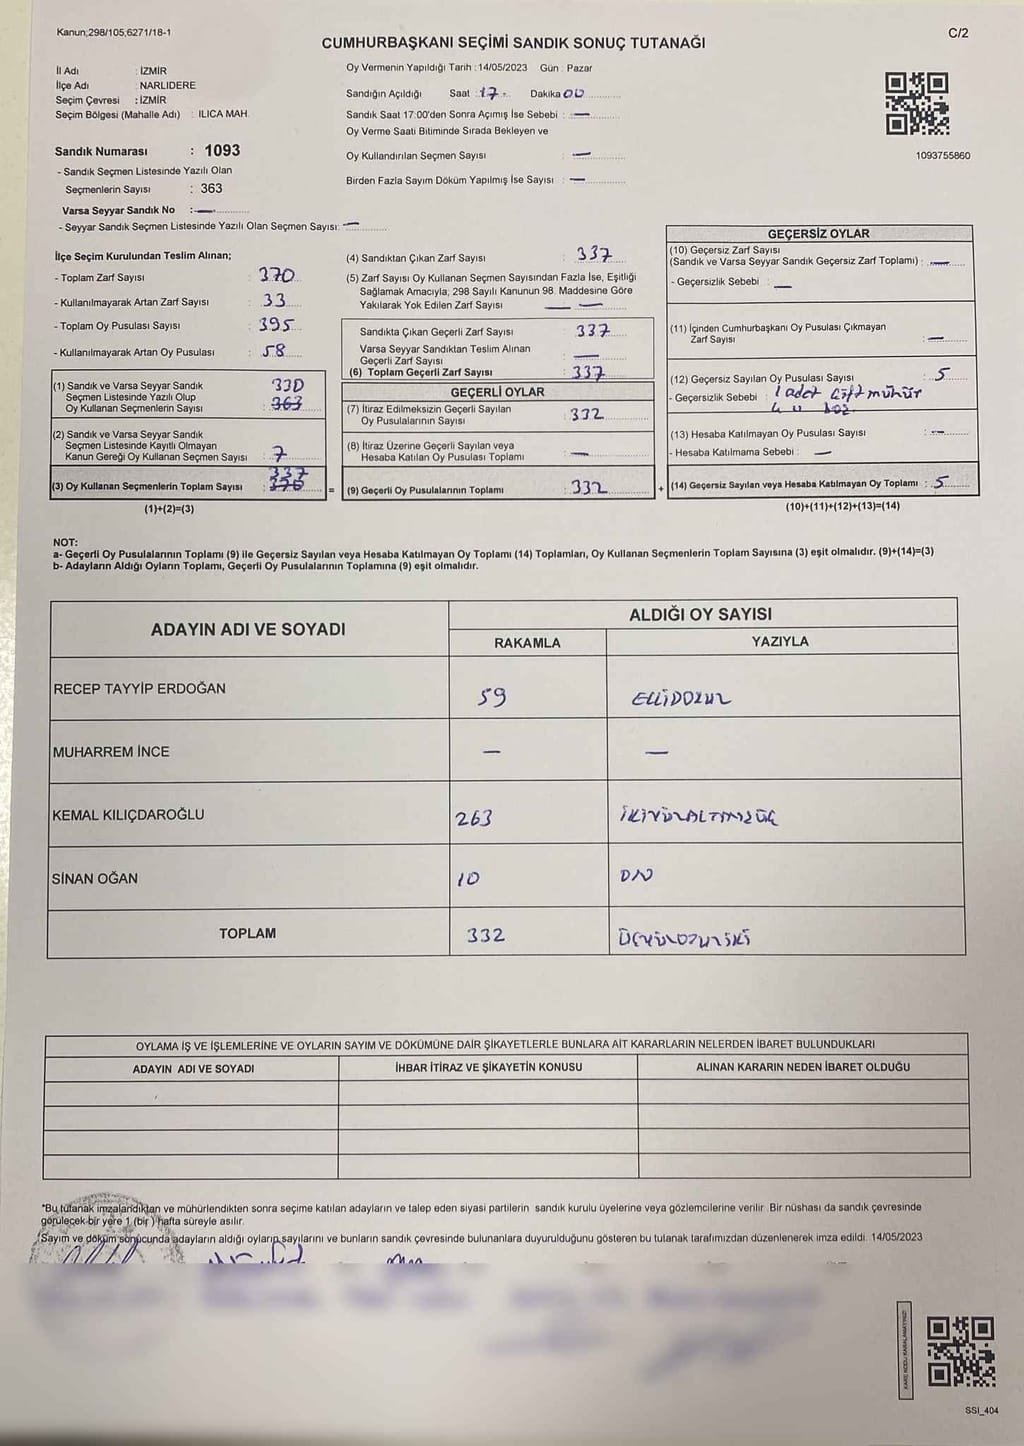 Kanun;298/105;6271/18-1
C/2
CUMHURBAŞKANI SEÇİMİ SANDIK SONUÇ TUTANAĞI
İl Adı : İZMİR
İlçe Adı : NARLIDERE
Seçim Çevresi : İZMİR
Seçim Bölgesi (Mahalle Adı) : ILICA MAH.
Sandık Numarası : 1093
- Sandık Seçmen Listesinde Yazılı Olan
Seçmenlerin Sayısı : 363
Varsa Seyyar Sandık No : —
- Seyyar Sandık Seçmen Listesinde Yazılı Olan Seçmen Sayısı: —
Oy Vermenin Yapıldığı Tarih : 14/05/2023 Gün : Pazar
Sandığın Açıldığı Saat : 17 Dakika 00
Sandık Saat 17:00'den Sonra Açımış İse Sebebi : —
Oy Verme Saati Bitiminde Sırada Bekleyen ve
Oy Kullandırılan Seçmen Sayısı : —
Birden Fazla Sayım Döküm Yapılmış İse Sayısı : —
1093755860
İlçe Seçim Kurulundan Teslim Alınan;
- Toplam Zarf Sayısı : 370
- Kullanılmayarak Artan Zarf Sayısı : 33
- Toplam Oy Pusulası Sayısı : 395
- Kullanılmayarak Artan Oy Pusulası : 58
(1) Sandık ve Varsa Seyyar Sandık 330
Seçmen Listesinde Yazılı Olup
Oy Kullanan Seçmenlerin Sayısı : 363
(2) Sandık ve Varsa Seyyar Sandık
Seçmen Listesinde Kayıtlı Olmayan
Kanun Gereği Oy Kullanan Seçmen Sayısı : 7
337
(3) Oy Kullanan Seçmenlerin Toplam Sayısı :
(1)+(2)=(3)
(4) Sandıktan Çıkan Zarf Sayısı : 337
(5) Zarf Sayısı Oy Kullanan Seçmen Sayısından Fazla İse, Eşitliği
Sağlamak Amacıyla; 298 Sayılı Kanunun 98. Maddesine Göre
Yakılarak Yok Edilen Zarf Sayısı — —
Sandıkta Çıkan Geçerli Zarf Sayısı : 337
Varsa Seyyar Sandıktan Teslim Alınan
Geçerli Zarf Sayısı : —
(6) Toplam Geçerli Zarf Sayısı : 337
GEÇERLİ OYLAR
(7) İtiraz Edilmeksizin Geçerli Sayılan
Oy Pusulalarının Sayısı : 332
(8) İtiraz Üzerine Geçerli Sayılan veya
Hesaba Katılan Oy Pusulası Toplamı : —
= (9) Geçerli Oy Pusulalarının Toplamı : 332
GEÇERSİZ OYLAR
(10) Geçersiz Zarf Sayısı
(Sandık ve Varsa Seyyar Sandık Geçersiz Zarf Toplamı) : —
- Geçersizlik Sebebi : —
(11) İçinden Cumhurbaşkanı Oy Pusulası Çıkmayan
Zarf Sayısı : —
(12) Geçersiz Sayılan Oy Pusulası Sayısı : 5
- Geçersizlik Sebebi : 1 adet çift mühür
4 " boş
(13) Hesaba Katılmayan Oy Pusulası Sayısı : —
- Hesaba Katılmama Sebebi : —
+ (14) Geçersiz Sayılan veya Hesaba Katılmayan Oy Toplamı : 5
(10)+(11)+(12)+(13)=(14)
NOT:
a- Geçerli Oy Pusulalarının Toplamı (9) ile Geçersiz Sayılan veya Hesaba Katılmayan Oy Toplamı (14) Toplamları, Oy Kullanan Seçmenlerin Toplam Sayısına (3) eşit olmalıdır. (9)+(14)=(3)
b- Adayların Aldığı Oyların Toplamı, Geçerli Oy Pusulalarının Toplamına (9) eşit olmalıdır.
ADAYIN ADI VE SOYADI
ALDIĞI OY SAYISI
RAKAMLA YAZIYLA
RECEP TAYYİP ERDOĞAN 59 ELLİDOKUZ
MUHARREM İNCE — —
KEMAL KILIÇDAROĞLU 263 İKİYÜZALTMIŞÜÇ
SİNAN OĞAN 10 ON
TOPLAM 332 ÜÇYÜZOTUZİKİ
OYLAMA İŞ VE İŞLEMLERİNE VE OYLARIN SAYIM VE DÖKÜMÜNE DAİR ŞİKAYETLERLE BUNLARA AİT KARARLARIN NELERDEN İBARET BULUNDUKLARI
ADAYIN ADI VE SOYADI İHBAR İTİRAZ VE ŞİKAYETİN KONUSU ALINAN KARARIN NEDEN İBARET OLDUĞU
*Bu tutanak imzalandıktan ve mühürlendikten sonra seçime katılan adayların ve talep eden siyasi partilerin sandık kurulu üyelerine veya gözlemcilerine verilir. Bir nüshası da sandık çevresinde
görülecek bir yere 1 (bir) hafta süreyle asılır.
Sayım ve döküm sonucunda adayların aldığı oyların sayılarını ve bunların sandık çevresinde bulunanlara duyurulduğunu gösteren bu tutanak tarafımızdan düzenlenerek imza edildi. 14/05/2023
KARE KODU KARALAMAYINIZ!
SSI_404